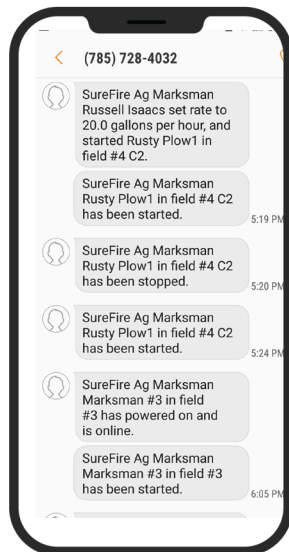 (785) 728-4032
SureFire Ag Marksman
Russell Isaacs set rate to
20.0 gallons per hour, and
started Rusty Plow1 in
field #4 C2.
SureFire Ag Marksman
Rusty Plow1 in field #4 C2
has been started.
5:19 PM
SureFire Ag Marksman
Rusty Plow1 in field #4 C2
has been stopped.
5:20 PM
SureFire Ag Marksman
Rusty Plow1 in field #4 C2
has been started.
5:24 PM
SureFire Ag Marksman
Marksman #3 in field
#3 has powered on and
is online.
SureFire Ag Marksman
Marksman #3 in field #3
has been started.
6:05 PM